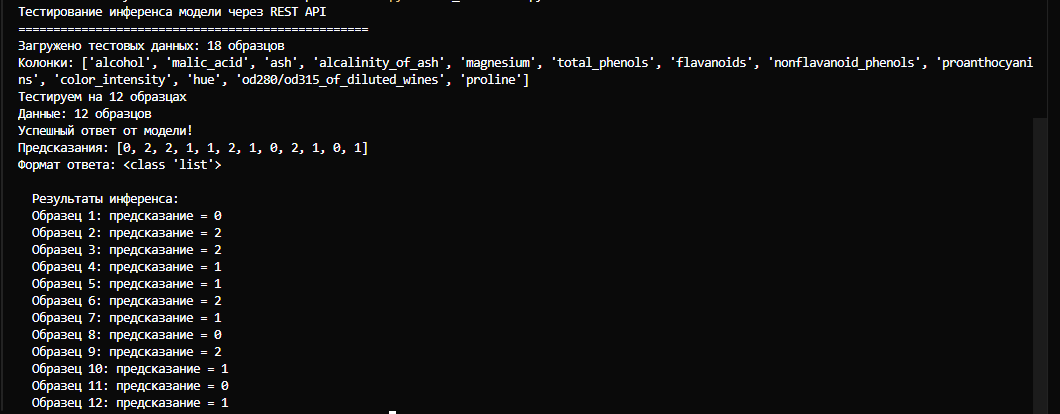 Тестирование инференса модели через REST API
==================================================
Загружено тестовых данных: 18 образцов
Колонки: ['alcohol', 'malic_acid', 'ash', 'alcalinity_of_ash', 'magnesium', 'total_phenols', 'flavanoids', 'nonflavanoid_phenols', 'proanthocyani
ns', 'color_intensity', 'hue', 'od280/od315_of_diluted_wines', 'proline']
Тестируем на 12 образцах
Данные: 12 образцов
Успешный ответ от модели!
Предсказания: [0, 2, 2, 1, 1, 2, 1, 0, 2, 1, 0, 1]
Формат ответа: <class 'list'>
Результаты инференса:
Образец 1: предсказание = 0
Образец 2: предсказание = 2
Образец 3: предсказание = 2
Образец 4: предсказание = 1
Образец 5: предсказание = 1
Образец 6: предсказание = 2
Образец 7: предсказание = 1
Образец 8: предсказание = 0
Образец 9: предсказание = 2
Образец 10: предсказание = 1
Образец 11: предсказание = 0
Образец 12: предсказание = 1